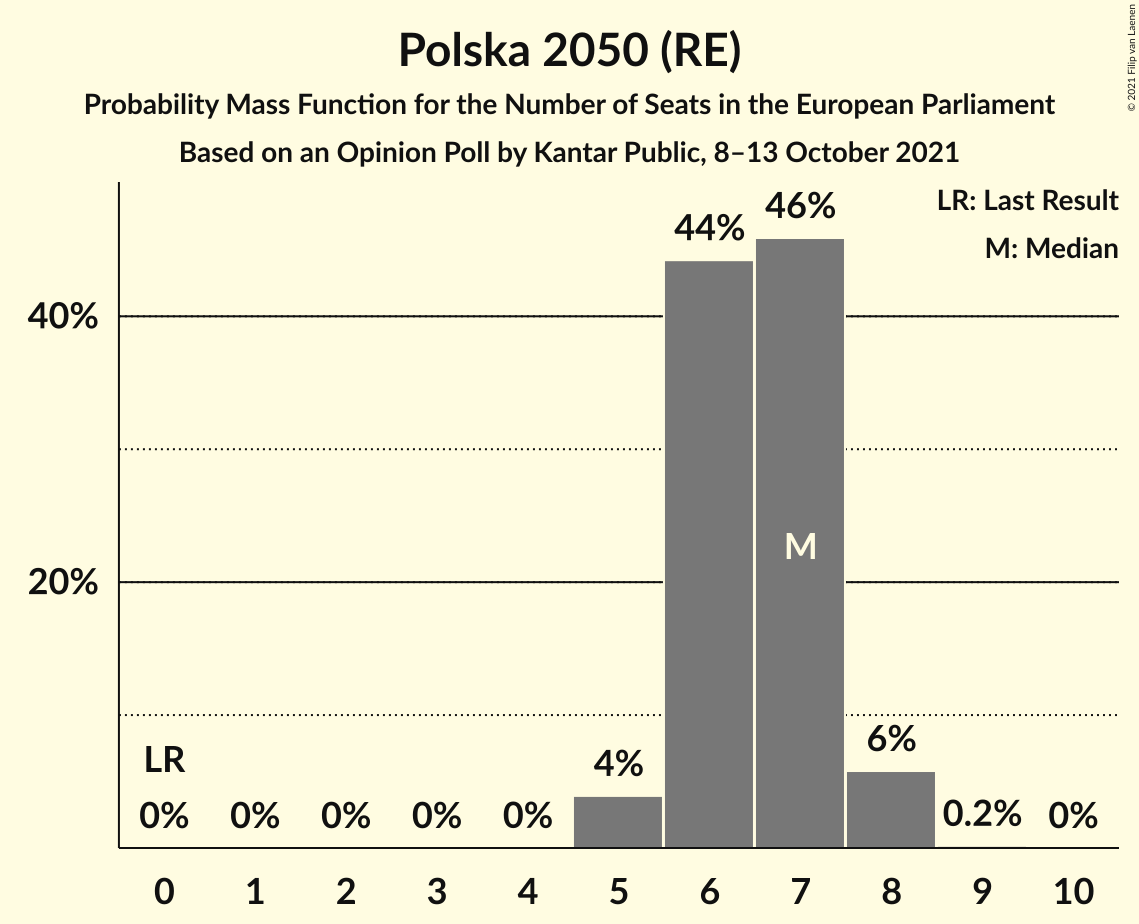 Polska 2050 (RE)
Probability Mass Function for the Number of Seats in the European Parliament
Based on an Opinion Poll by Kantar Public, 8–13 October 2021
© 2021 Filip van Laenen
LR: Last Result
M: Median
40%
20%
LR
0%
0%
0%
0%
0%
4%
44%
46%
M
6%
0.2%
0%
0 1 2 3 4 5 6 7 8 9 10